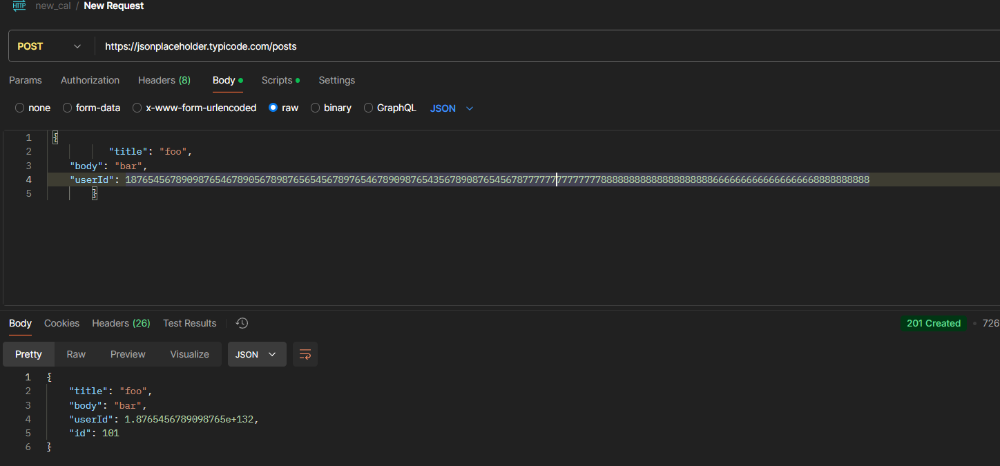 HTTP
new_cal / New Request
POST https://jsonplaceholder.typicode.com/posts
Params Authorization Headers (8) Body Scripts Settings
none form-data x-www-form-urlencoded raw binary GraphQL JSON
1 {
2 "title": "foo",
3 "body": "bar",
4 "userId": 1876545678909876546789056789876565456789765467890987654356789087654567877777777777777888888888888888888886666666666666666666888888888
5 }
Body Cookies Headers (26) Test Results 201 Created • 726
Pretty Raw Preview Visualize JSON
1 {
2 "title": "foo",
3 "body": "bar",
4 "userId": 1.8765456789098765e+132,
5 "id": 101
6 }